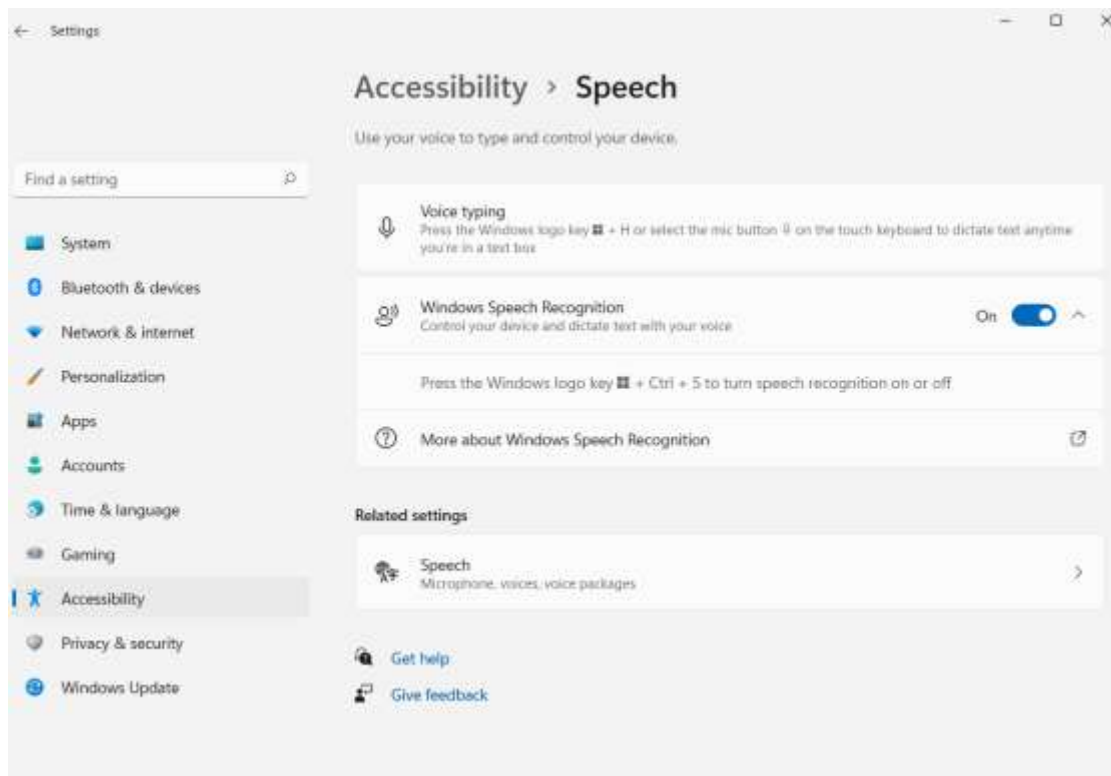 Settings
Accessibility > Speech
Use your voice to type and control your device.
Find a setting
System
Bluetooth & devices
Network & internet
Personalization
Apps
Accounts
Time & language
Gaming
Accessibility
Privacy & security
Windows Update
Voice typing
Press the Windows logo key + H or select the mic button on the touch keyboard to dictate text anytime
you're in a text box
Windows Speech Recognition
Control your device and dictate text with your voice
On
Press the Windows logo key + Ctrl + S to turn speech recognition on or off
More about Windows Speech Recognition
Related settings
Speech
Microphone, voices, voice packages
Get help
Give feedback